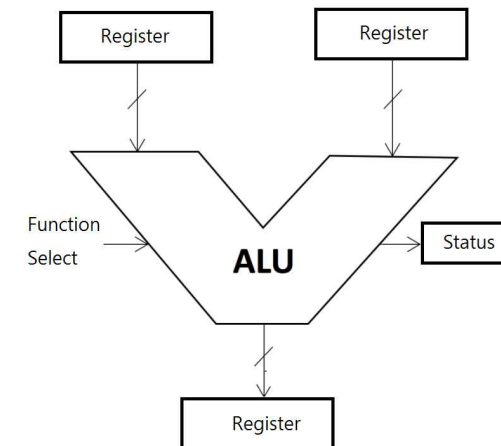 Register
Register
Function
Select
ALU
Status
Register